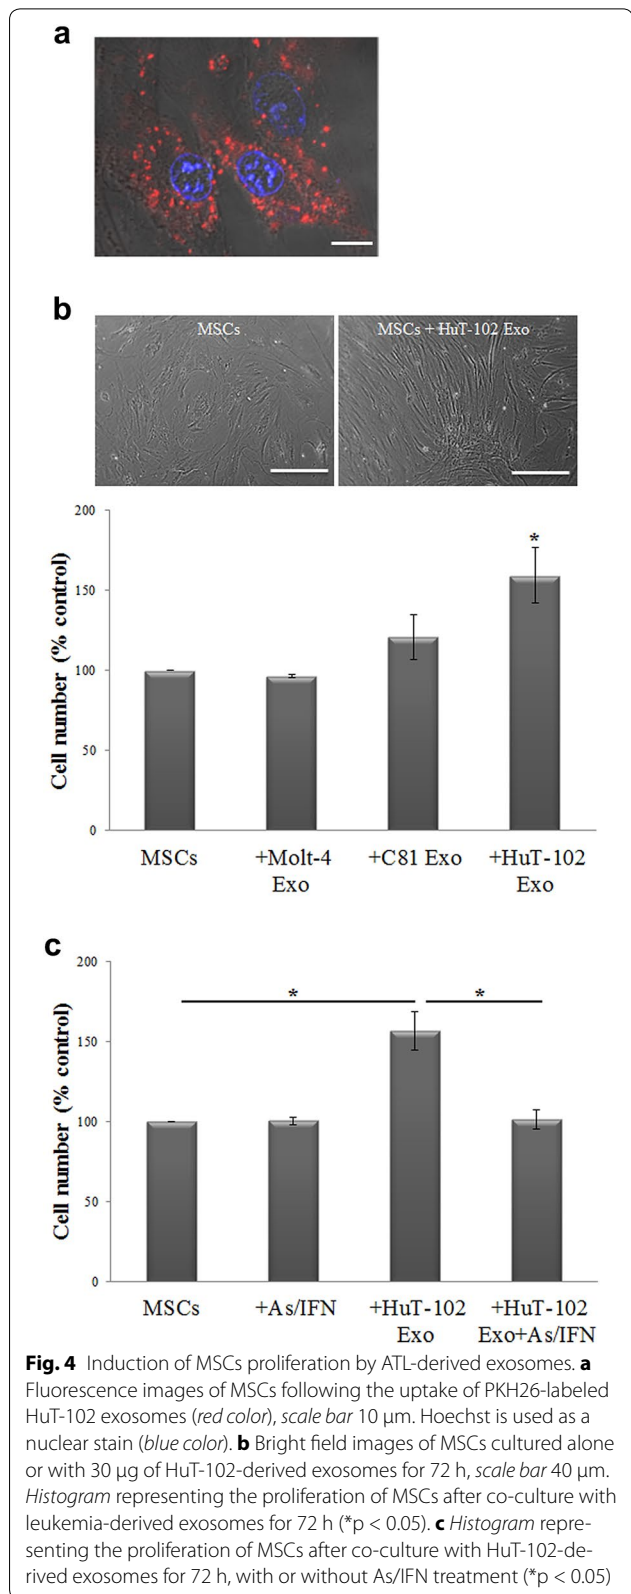 a
b
MSCs
MSCs + HuT-102 Exo
200
150
100
50
0
Cell number (% control)
*
MSCs
+Molt-4 Exo
+C81 Exo
+HuT-102 Exo
c
200
150
100
50
0
Cell number (% control)
*
*
MSCs
+As/IFN
+HuT-102 Exo
+HuT-102 Exo+As/IFN
Fig. 4 Induction of MSCs proliferation by ATL-derived exosomes. a
Fluorescence images of MSCs following the uptake of PKH26-labeled
HuT-102 exosomes (red color), scale bar 10 µm. Hoechst is used as a
nuclear stain (blue color). b Bright field images of MSCs cultured alone
or with 30 µg of HuT-102-derived exosomes for 72 h, scale bar 40 µm.
Histogram representing the proliferation of MSCs after co-culture with
leukemia-derived exosomes for 72 h (*p < 0.05). c Histogram repre-
senting the proliferation of MSCs after co-culture with HuT-102-de-
rived exosomes for 72 h, with or without As/IFN treatment (*p < 0.05)